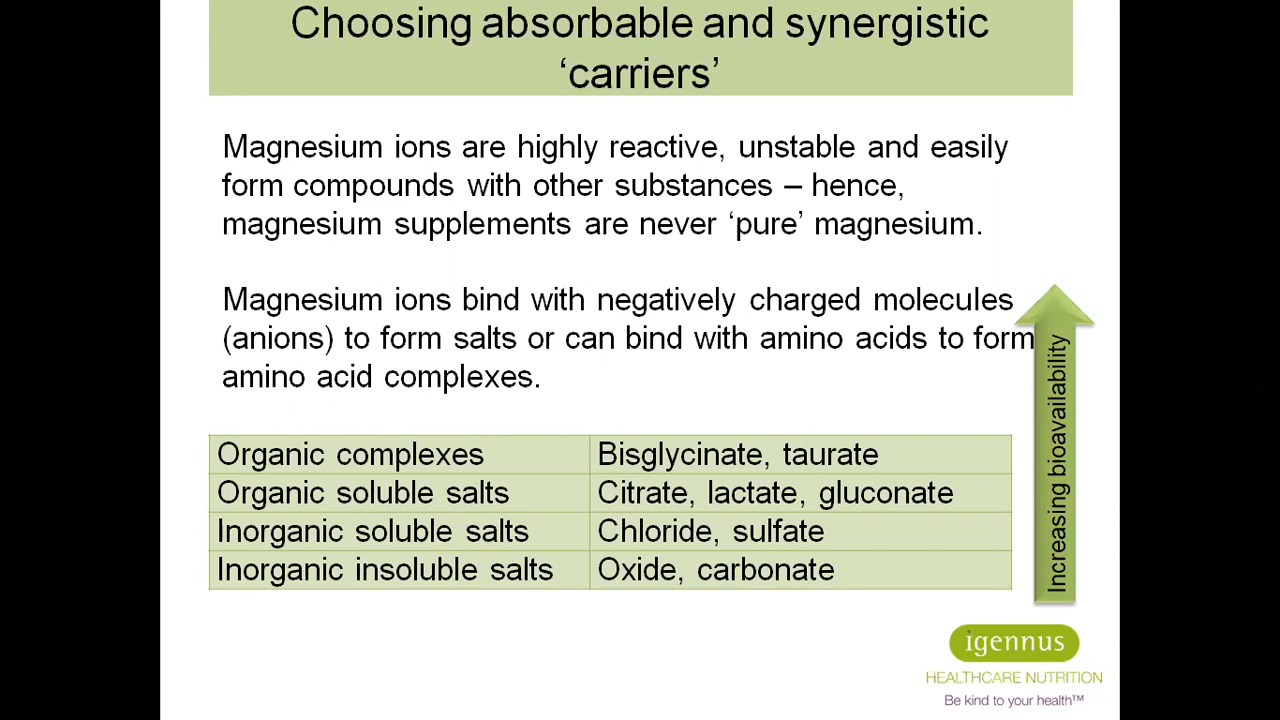 Choosing absorbable and synergistic
‘carriers’
Magnesium ions are highly reactive, unstable and easily
form compounds with other substances – hence,
magnesium supplements are never ‘pure’ magnesium.
Magnesium ions bind with negatively charged molecules
(anions) to form salts or can bind with amino acids to form
amino acid complexes.
Organic complexes Bisglycinate, taurate
Organic soluble salts Citrate, lactate, gluconate
Inorganic soluble salts Chloride, sulfate
Inorganic insoluble salts Oxide, carbonate
Increasing bioavailability
igennus
HEALTHCARE NUTRITION
Be kind to your health™